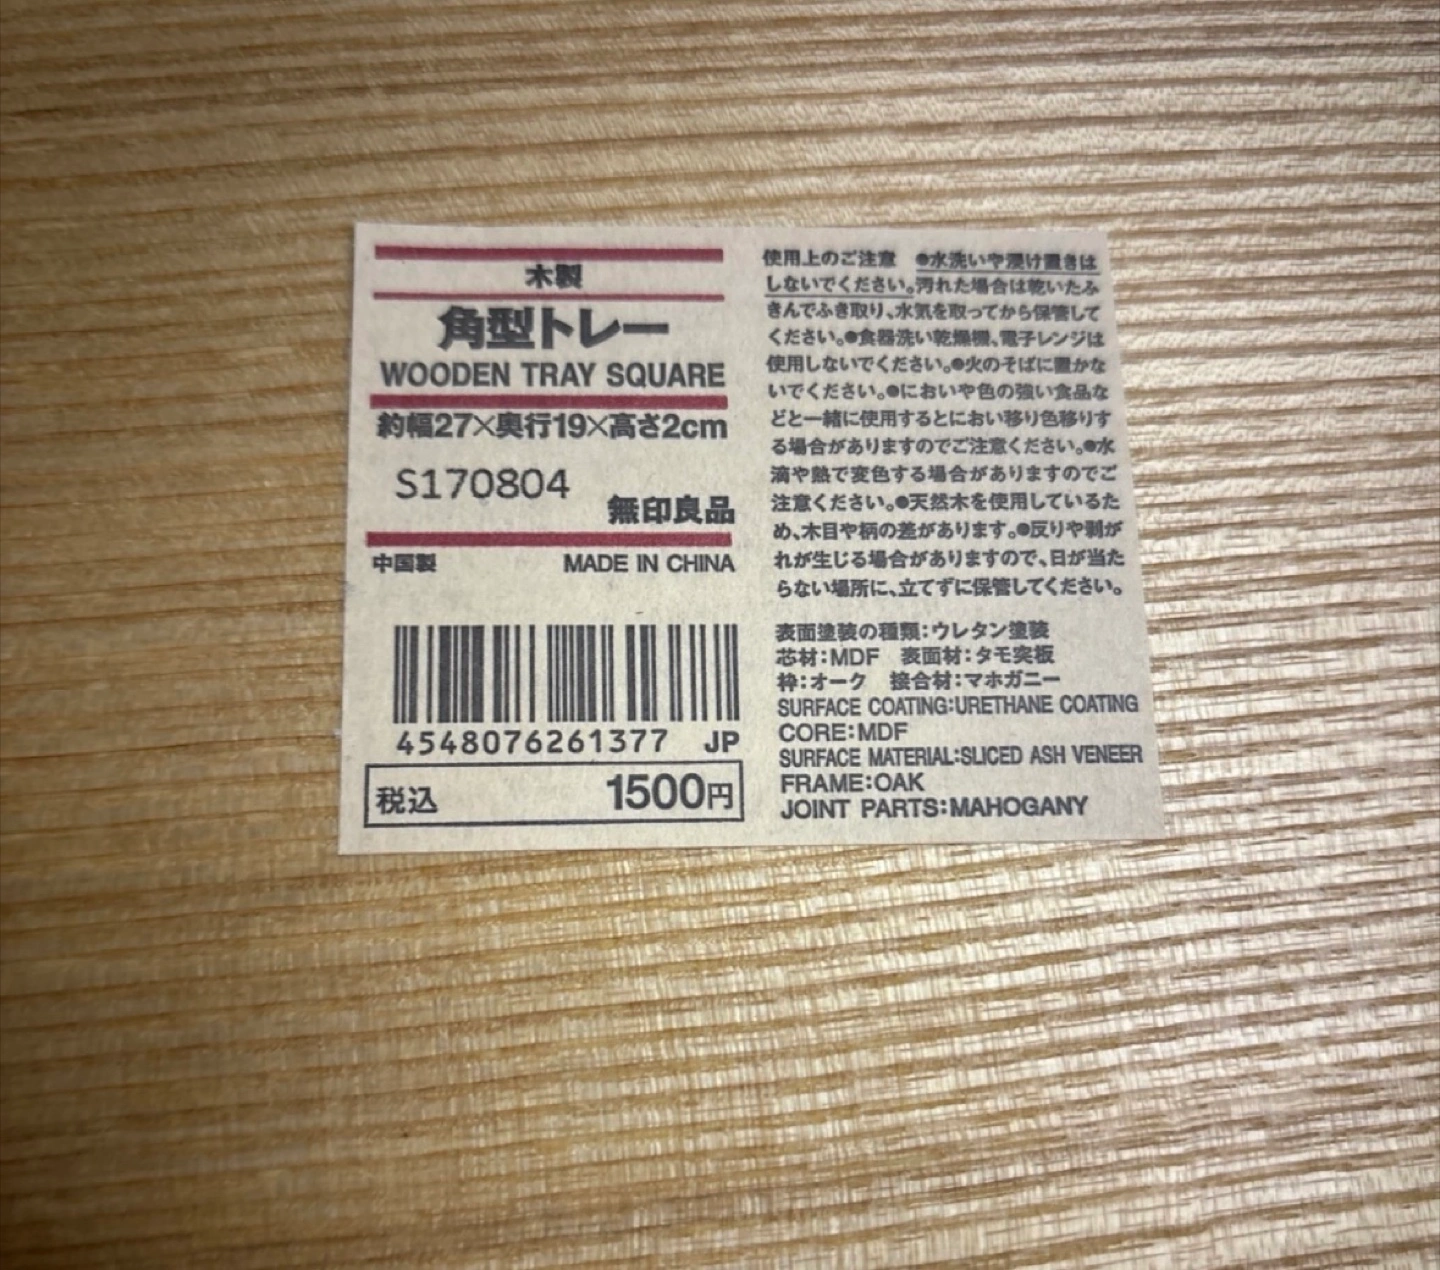 木製
角型トレー
WOODEN TRAY SQUARE
約幅27×奥行19×高さ2cm
S170804
無印良品
中国製 MADE IN CHINA
4548076261377 JP
税込 1500円
使用上のご注意 ●水洗いや浸け置きは
しないでください。汚れた場合は乾いたふ
きんでふき取り、水気を取ってから保管して
ください。●食器洗い乾燥機、電子レンジは
使用しないでください。●火のそばに置かな
いでください。●においや色の強い食品な
どと一緒に使用するとにおい移り色移りす
る場合がありますのでご注意ください。●水
滴や熱で変色する場合がありますのでご
注意ください。●天然木を使用しているた
め、木目や柄の差があります。●反りや剥が
れが生じる場合がありますので、日が当た
らない場所に、立てずに保管してください。
表面塗装の種類:ウレタン塗装
芯材:MDF 表面材:タモ突板
枠:オーク 接合材:マホガニー
SURFACE COATING:URETHANE COATING
CORE:MDF
SURFACE MATERIAL:SLICED ASH VENEER
FRAME:OAK
JOINT PARTS:MAHOGANY